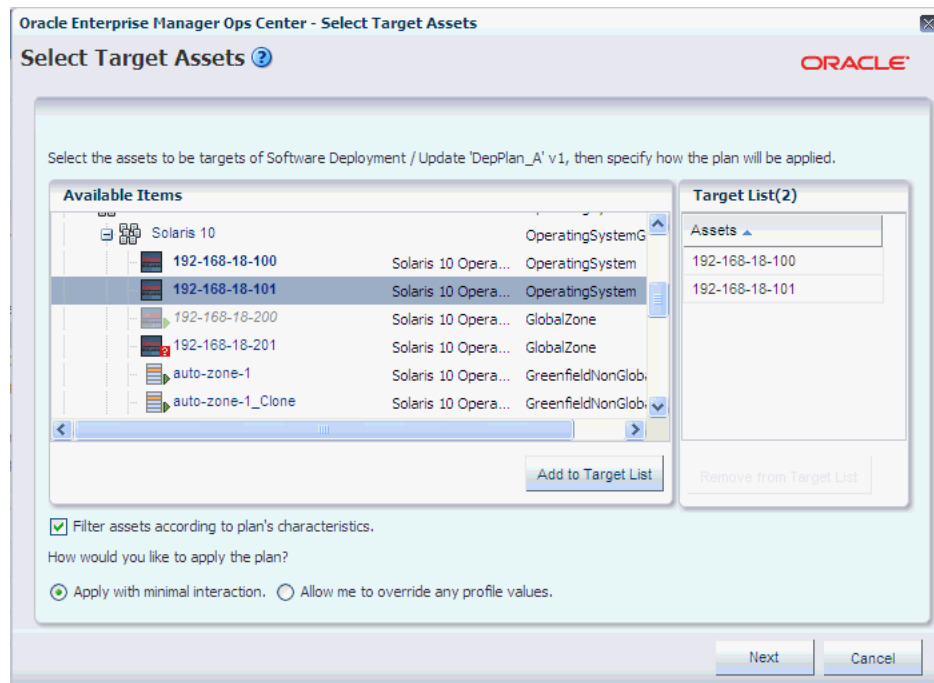 Oracle Enterprise Manager Ops Center - Select Target Assets
Select Target Assets ?
ORACLE
Select the assets to be targets of Software Deployment / Update 'DepPlan_A' v1, then specify how the plan will be applied.
Available Items
Solaris 10 OperatingSystemG
192-168-18-100 Solaris 10 Opera... OperatingSystem
192-168-18-101 Solaris 10 Opera... OperatingSystem
192-168-18-200 Solaris 10 Opera... GlobalZone
192-168-18-201 Solaris 10 Opera... GlobalZone
auto-zone-1 Solaris 10 Opera... GreenfieldNonGlob
auto-zone-1_Clone Solaris 10 Opera... GreenfieldNonGlob
Add to Target List
Target List(2)
Assets
192-168-18-100
192-168-18-101
Remove from Target List
Filter assets according to plan's characteristics.
How would you like to apply the plan?
Apply with minimal interaction. Allow me to override any profile values.
Next Cancel